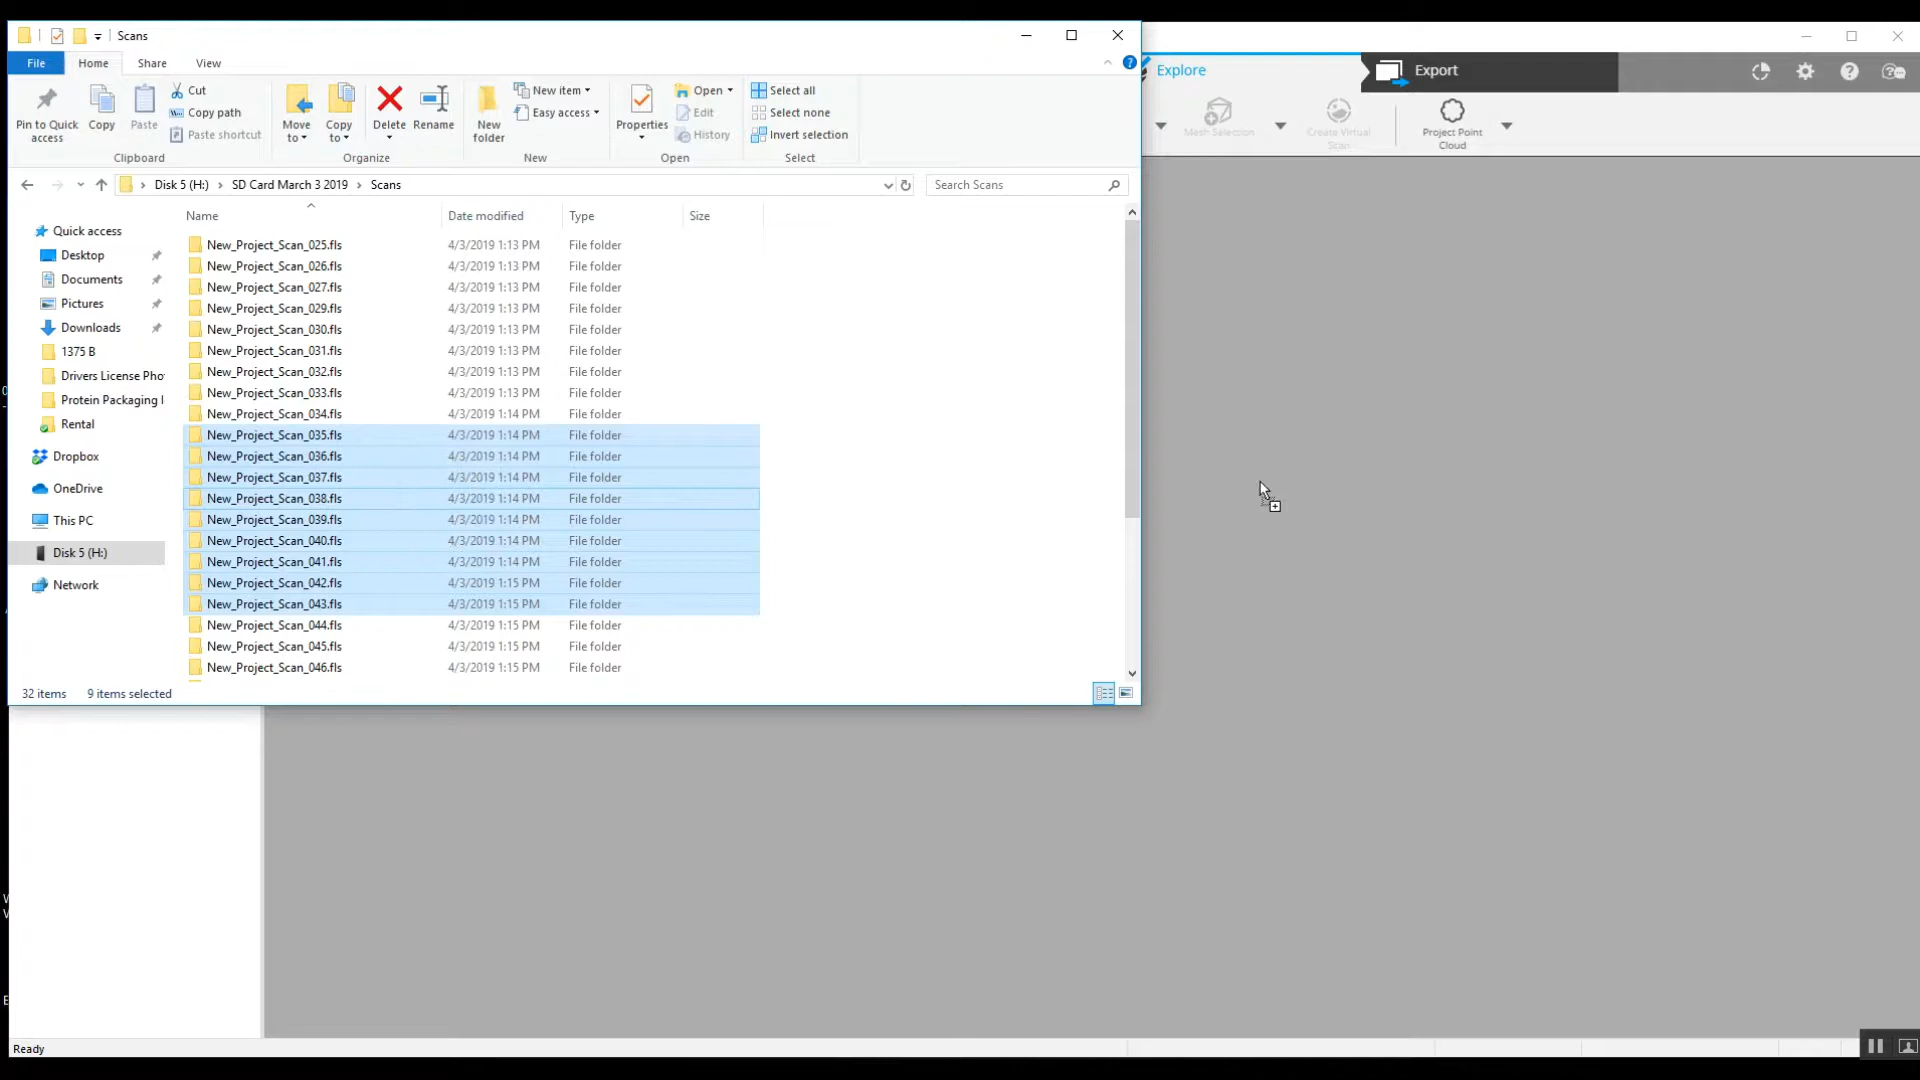 Scans
File
Home
Share
View
Explore
Export
Pin to Quick access
Copy
Paste
Cut
Copy path
Paste shortcut
Clipboard
Move to
Copy to
Delete
Rename
Organize
New folder
New item
Easy access
New
Properties
Open
Edit
History
Open
Select all
Select none
Invert selection
Select
Mesh Selection
Create Virtual Scan
Project Point Cloud
Disk 5 (H:) > SD Card March 3 2019 > Scans
Search Scans
Name Date modified Type Size
Quick access
Desktop
Documents
Pictures
Downloads
1375 B
Drivers License Pho
Protein Packaging I
Rental
Dropbox
OneDrive
This PC
Disk 5 (H:)
Network
New_Project_Scan_025.fls 4/3/2019 1:13 PM File folder
New_Project_Scan_026.fls 4/3/2019 1:13 PM File folder
New_Project_Scan_027.fls 4/3/2019 1:13 PM File folder
New_Project_Scan_029.fls 4/3/2019 1:13 PM File folder
New_Project_Scan_030.fls 4/3/2019 1:13 PM File folder
New_Project_Scan_031.fls 4/3/2019 1:13 PM File folder
New_Project_Scan_032.fls 4/3/2019 1:13 PM File folder
New_Project_Scan_033.fls 4/3/2019 1:13 PM File folder
New_Project_Scan_034.fls 4/3/2019 1:14 PM File folder
New_Project_Scan_035.fls 4/3/2019 1:14 PM File folder
New_Project_Scan_036.fls 4/3/2019 1:14 PM File folder
New_Project_Scan_037.fls 4/3/2019 1:14 PM File folder
New_Project_Scan_038.fls 4/3/2019 1:14 PM File folder
New_Project_Scan_039.fls 4/3/2019 1:14 PM File folder
New_Project_Scan_040.fls 4/3/2019 1:14 PM File folder
New_Project_Scan_041.fls 4/3/2019 1:14 PM File folder
New_Project_Scan_042.fls 4/3/2019 1:15 PM File folder
New_Project_Scan_043.fls 4/3/2019 1:15 PM File folder
New_Project_Scan_044.fls 4/3/2019 1:15 PM File folder
New_Project_Scan_045.fls 4/3/2019 1:15 PM File folder
New_Project_Scan_046.fls 4/3/2019 1:15 PM File folder
32 items 9 items selected
Ready